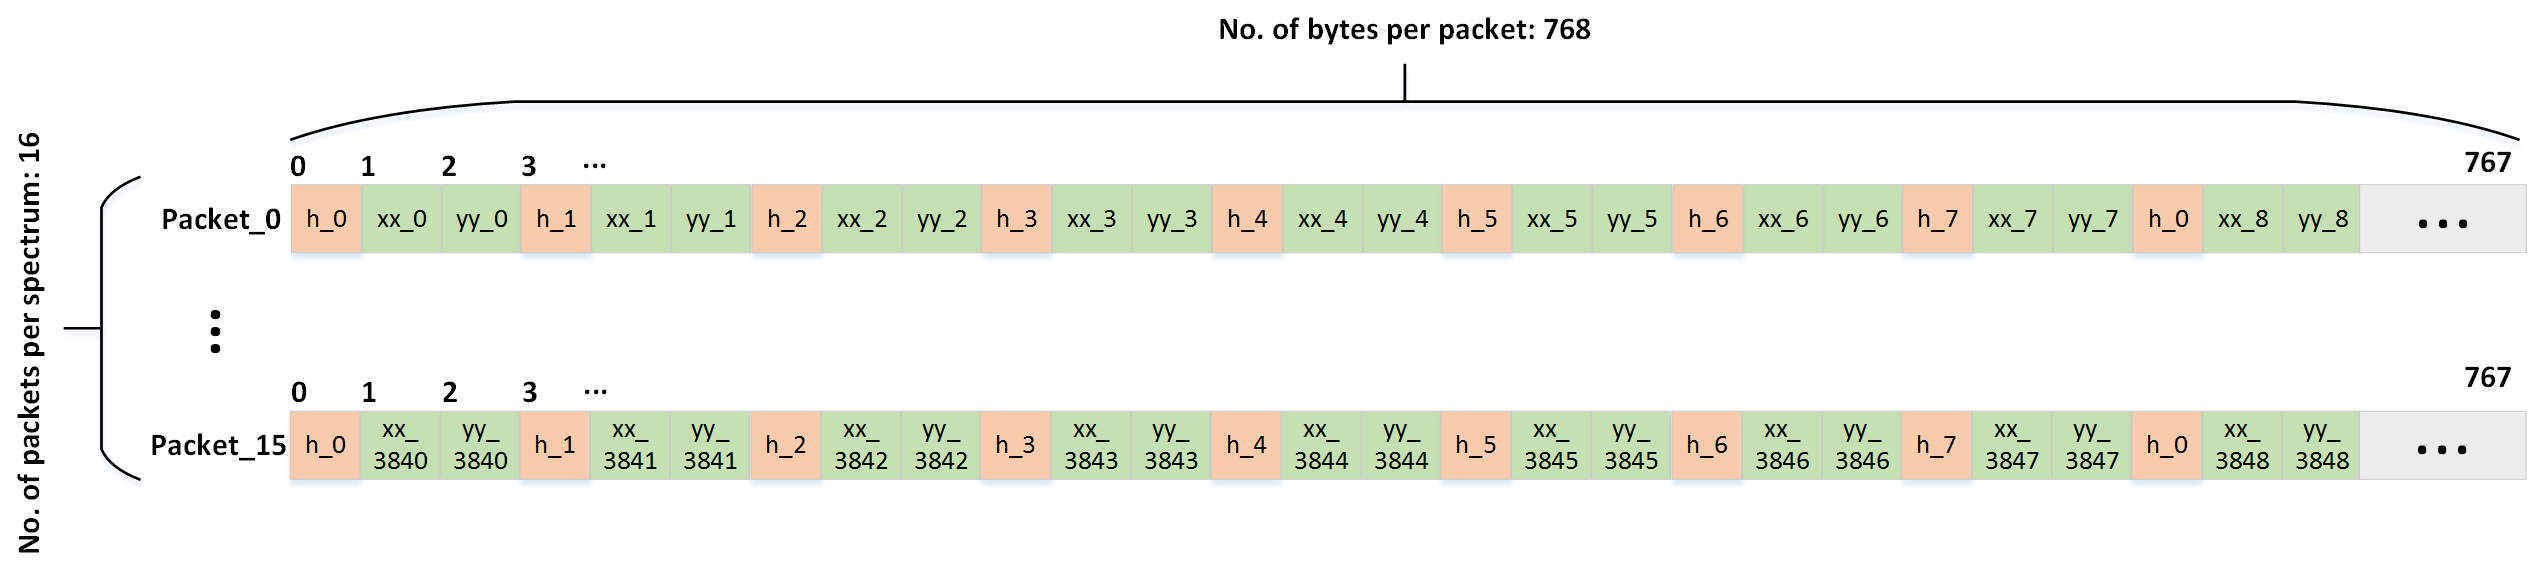 No. of bytes per packet: 768
No. of packets per spectrum: 16
0 1 2 3 ... 767
Packet_0 h_0 xx_0 yy_0 h_1 xx_1 yy_1 h_2 xx_2 yy_2 h_3 xx_3 yy_3 h_4 xx_4 yy_4 h_5 xx_5 yy_5 h_6 xx_6 yy_6 h_7 xx_7 yy_7 h_0 xx_8 yy_8 ...
0 1 2 3 ... 767
Packet_15 h_0 xx_3840 yy_3840 h_1 xx_3841 yy_3841 h_2 xx_3842 yy_3842 h_3 xx_3843 yy_3843 h_4 xx_3844 yy_3844 h_5 xx_3845 yy_3845 h_6 xx_3846 yy_3846 h_7 xx_3847 yy_3847 h_0 xx_3848 yy_3848 ...